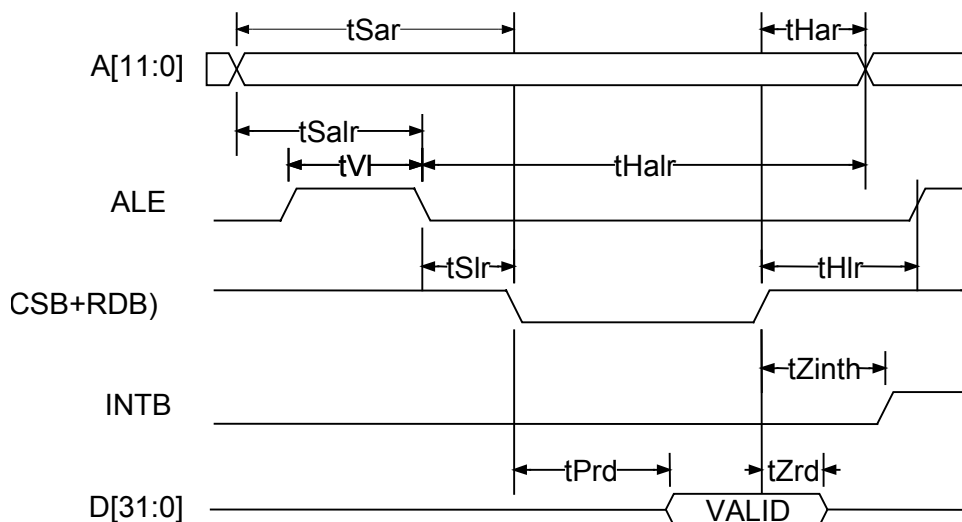 tSar
tHar
A[11:0]
tSalr
tVl
tHalr
ALE
tSlr
tHlr
CSB+RDB)
tZinth
INTB
tPrd
tZrd
D[31:0]
VALID